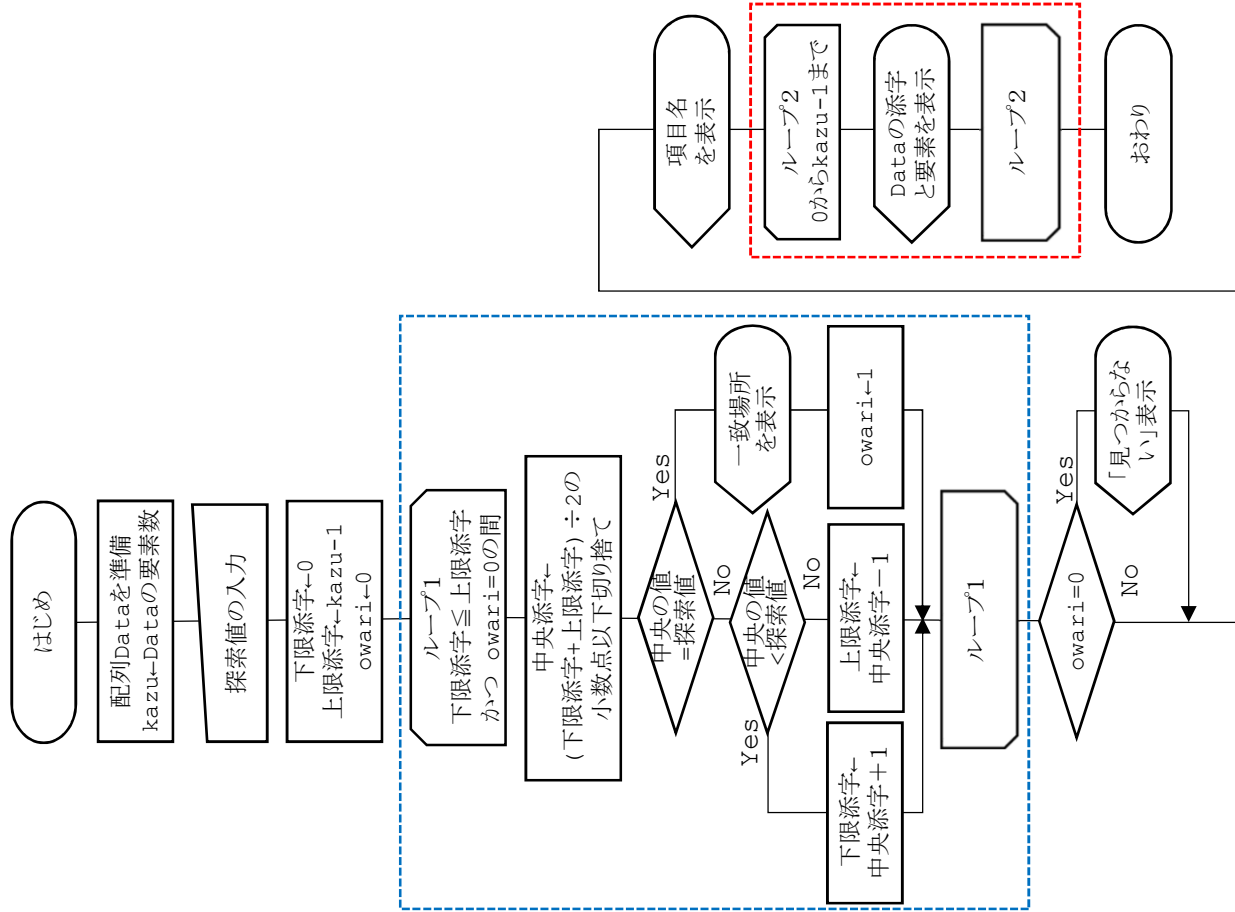 はじめ
配列Dataを準備
kazu←Dataの要素数
探索値の入力
下限添字←0
上限添字←kazu-1
owari←0
ループ1
下限添字≦上限添字
かつ owari=0の間
中央添字←
(下限添字+上限添字)÷2の
小数点以下切り捨て
中央の値
=探索値
Yes
No
一致場所
を表示
owari←1
中央の値
<探索値
Yes
No
下限添字←
中央添字+1
上限添字←
中央添字-1
ループ1
owari=0
Yes
No
「見つからな
い」表示
項目名
を表示
ループ2
0からkazu-1まで
Dataの添字
と要素を表示
ループ2
おわり